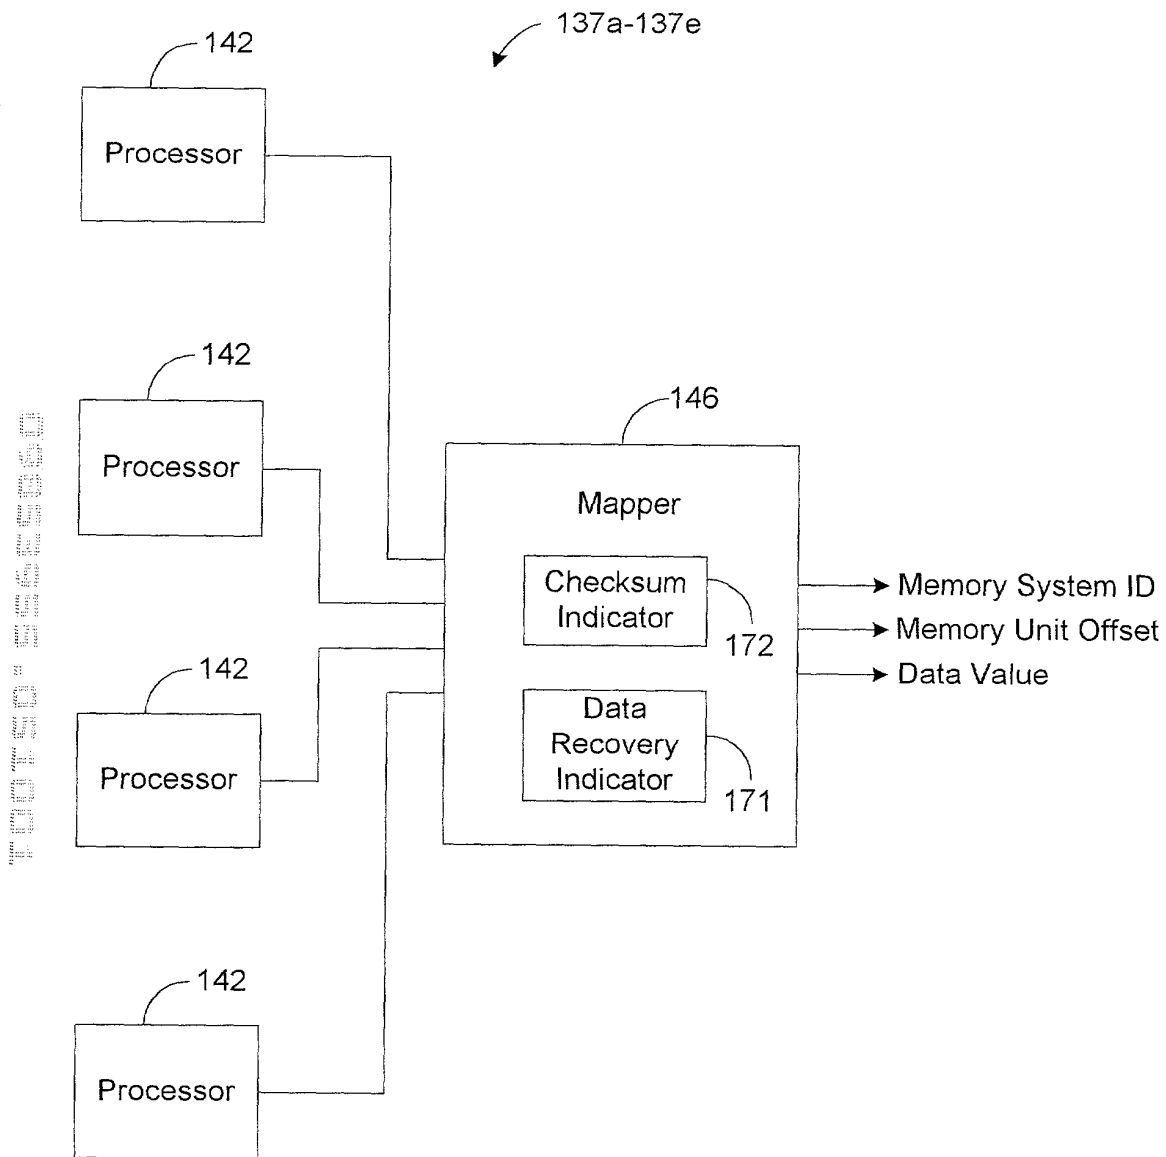 137a-137e
142
Processor
142
Processor
146
Mapper
Checksum
Indicator
172
Memory System ID
Memory Unit Offset
Data Value
142
Processor
Data
Recovery
Indicator
171
142
Processor